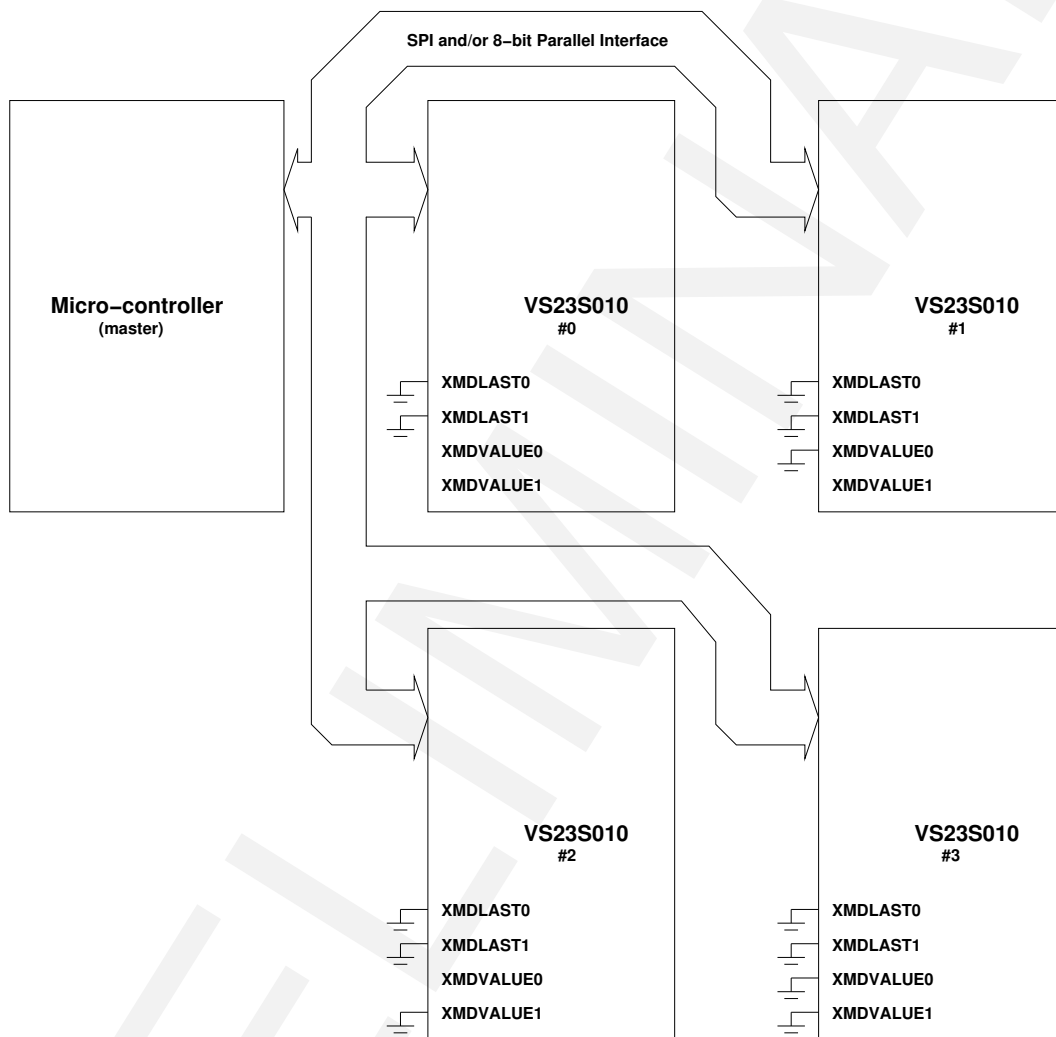 SPI and/or 8−bit Parallel Interface
Micro−controller
(master)
VS23S010
#0
XMDLAST0
XMDLAST1
XMDVALUE0
XMDVALUE1
VS23S010
#1
XMDLAST0
XMDLAST1
XMDVALUE0
XMDVALUE1
VS23S010
#2
XMDLAST0
XMDLAST1
XMDVALUE0
XMDVALUE1
VS23S010
#3
XMDLAST0
XMDLAST1
XMDVALUE0
XMDVALUE1
ELIMINA